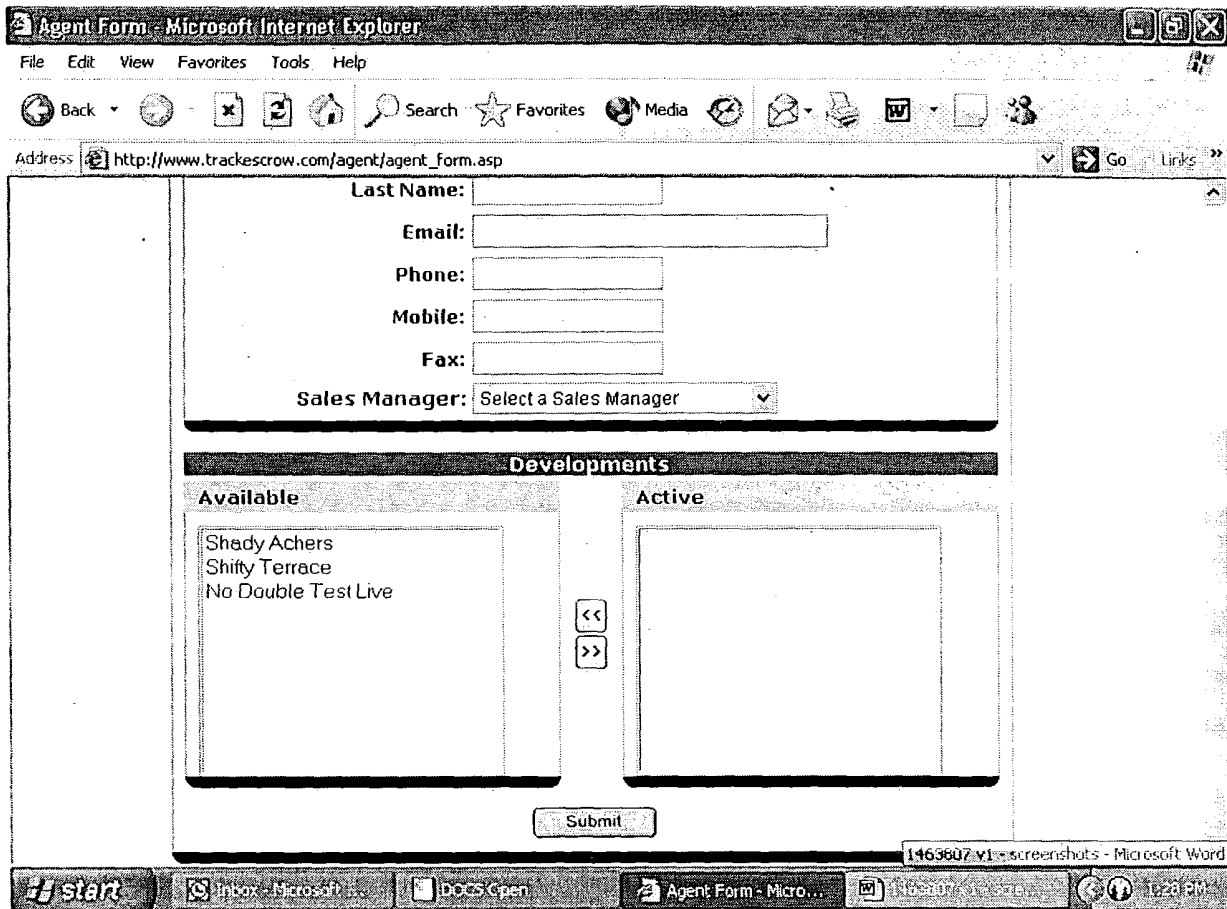 Agent Form - Microsoft Internet Explorer
File Edit View Favorites Tools Help
Back Search Favorites Media
Address http://www.trackescrow.com/agent/agent_form.asp Go Links »
Last Name:
Email:
Phone:
Mobile:
Fax:
Sales Manager: Select a Sales Manager
Developments
Available Active
Shady Achers
Shifty Terrace
No Double Test Live
<<
>>
Submit
1463807 v1 - screenshots - Microsoft Word
start Inbox - Microsoft ... DOCS Open Agent Form - Micro... 1:28 PM